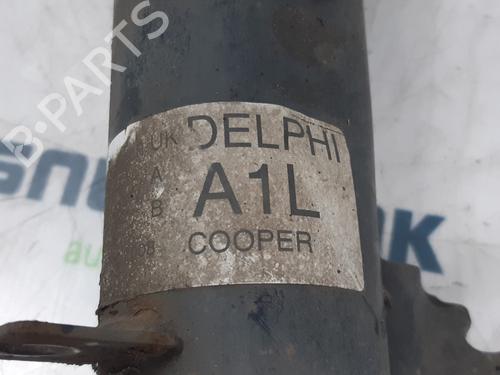 B-PARTS
UK DELPHI
A
A1L
B
COOPER